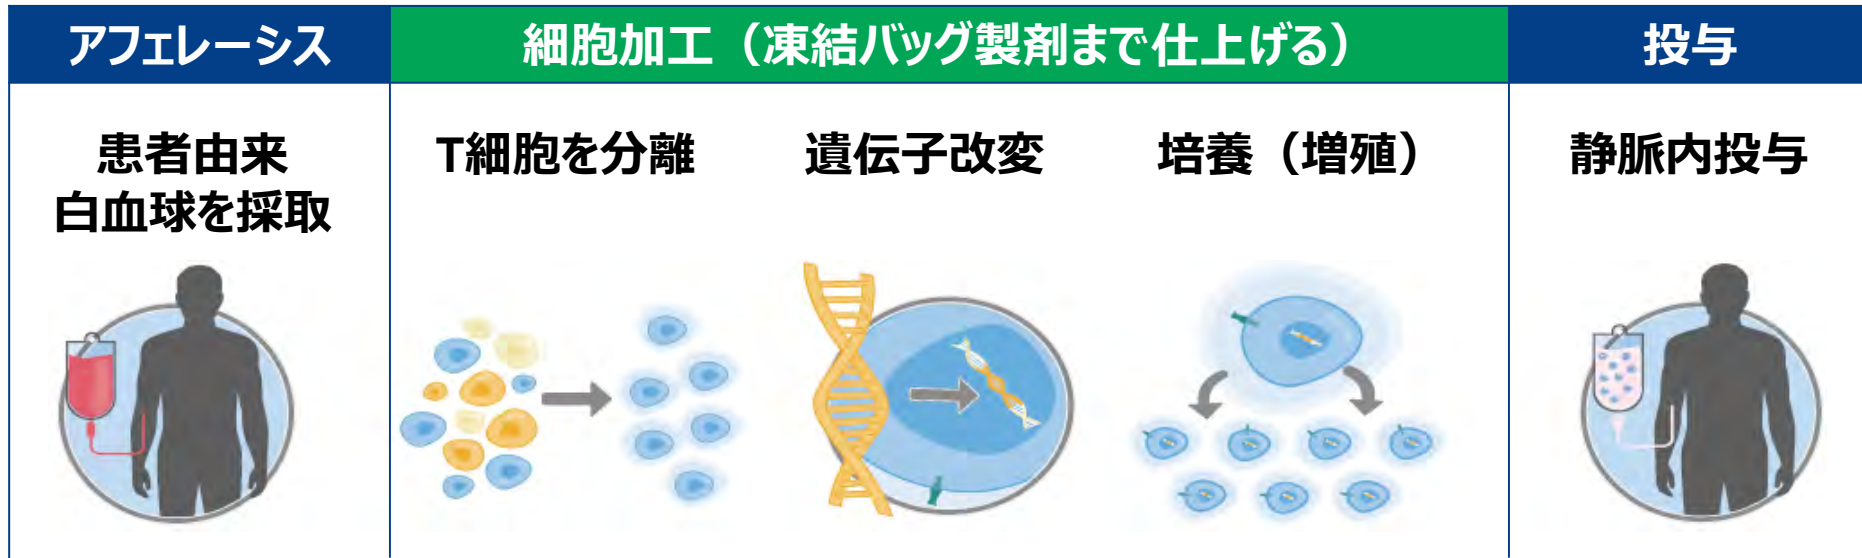 アフェレーシス
細胞加工（凍結バッグ製剤まで仕上げる）
投与
患者由来
白血球を採取
T細胞を分離
遺伝子改変
培養（増殖）
静脈内投与